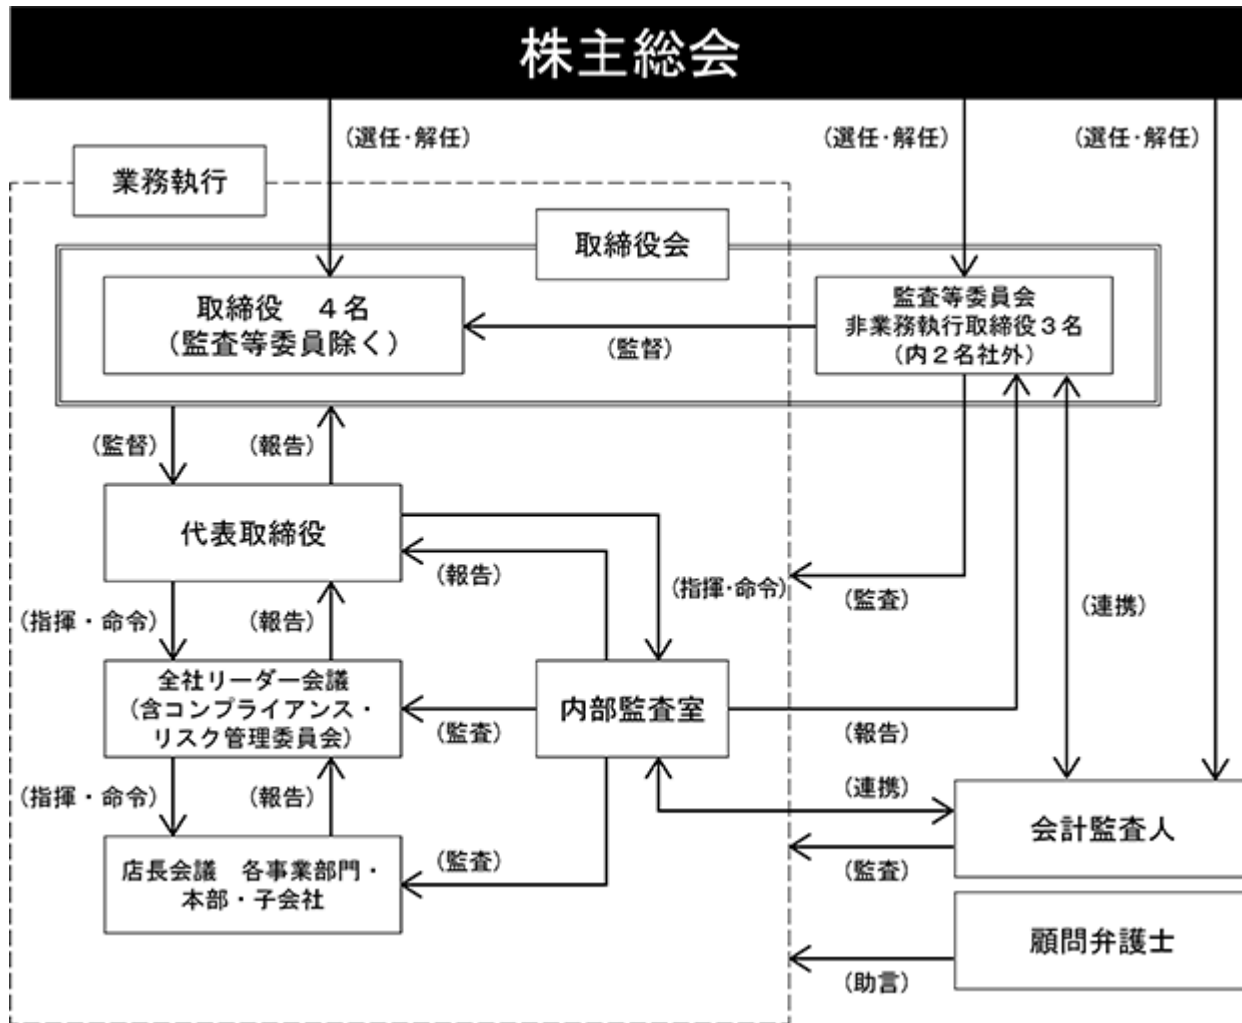 株主総会
(選任・解任)
(選任・解任)
(選任・解任)
業務執行
取締役会
取締役　４名
(監査等委員除く)
監査等委員会
非業務執行取締役３名
(内２名社外)
(監督)
(監督)
(報告)
代表取締役
(報告)
(指揮・命令)
(監査)
(連携)
(指揮・命令)
(報告)
全社リーダー会議
(含コンプライアンス・
リスク管理委員会)
(監査)
内部監査室
(報告)
(指揮・命令)
(報告)
(連携)
会計監査人
店長会議　各事業部門・
本部・子会社
(監査)
(監査)
顧問弁護士
(助言)